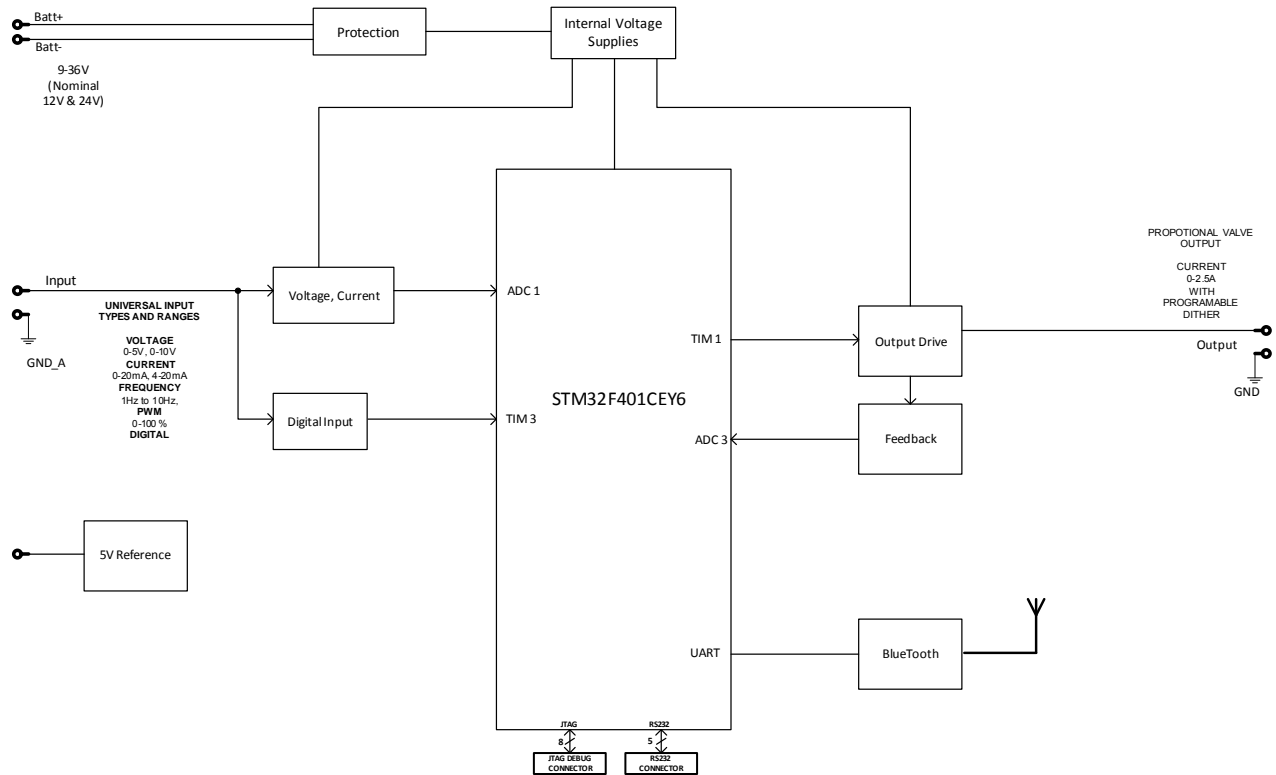 Batt+
Batt-
9-36V
(Nominal
12V & 24V)
Protection
Internal Voltage
Supplies
Input
GND_A
UNIVERSAL INPUT
TYPES AND RANGES
VOLTAGE
0-5V, 0-10V
CURRENT
0-20mA, 4-20mA
FREQUENCY
1Hz to 10Hz,
PWM
0-100 %
DIGITAL
Voltage, Current
Digital Input
5V Reference
ADC 1
TIM 3
STM32F401CEY6
TIM 1
ADC 3
UART
JTAG
RS232
8
5
JTAG DEBUG
CONNECTOR
RS232
CONNECTOR
Output Drive
Feedback
BlueTooth
PROPOTIONAL VALVE
OUTPUT
CURRENT
0-2.5A
WITH
PROGRAMABLE
DITHER
Output
GND